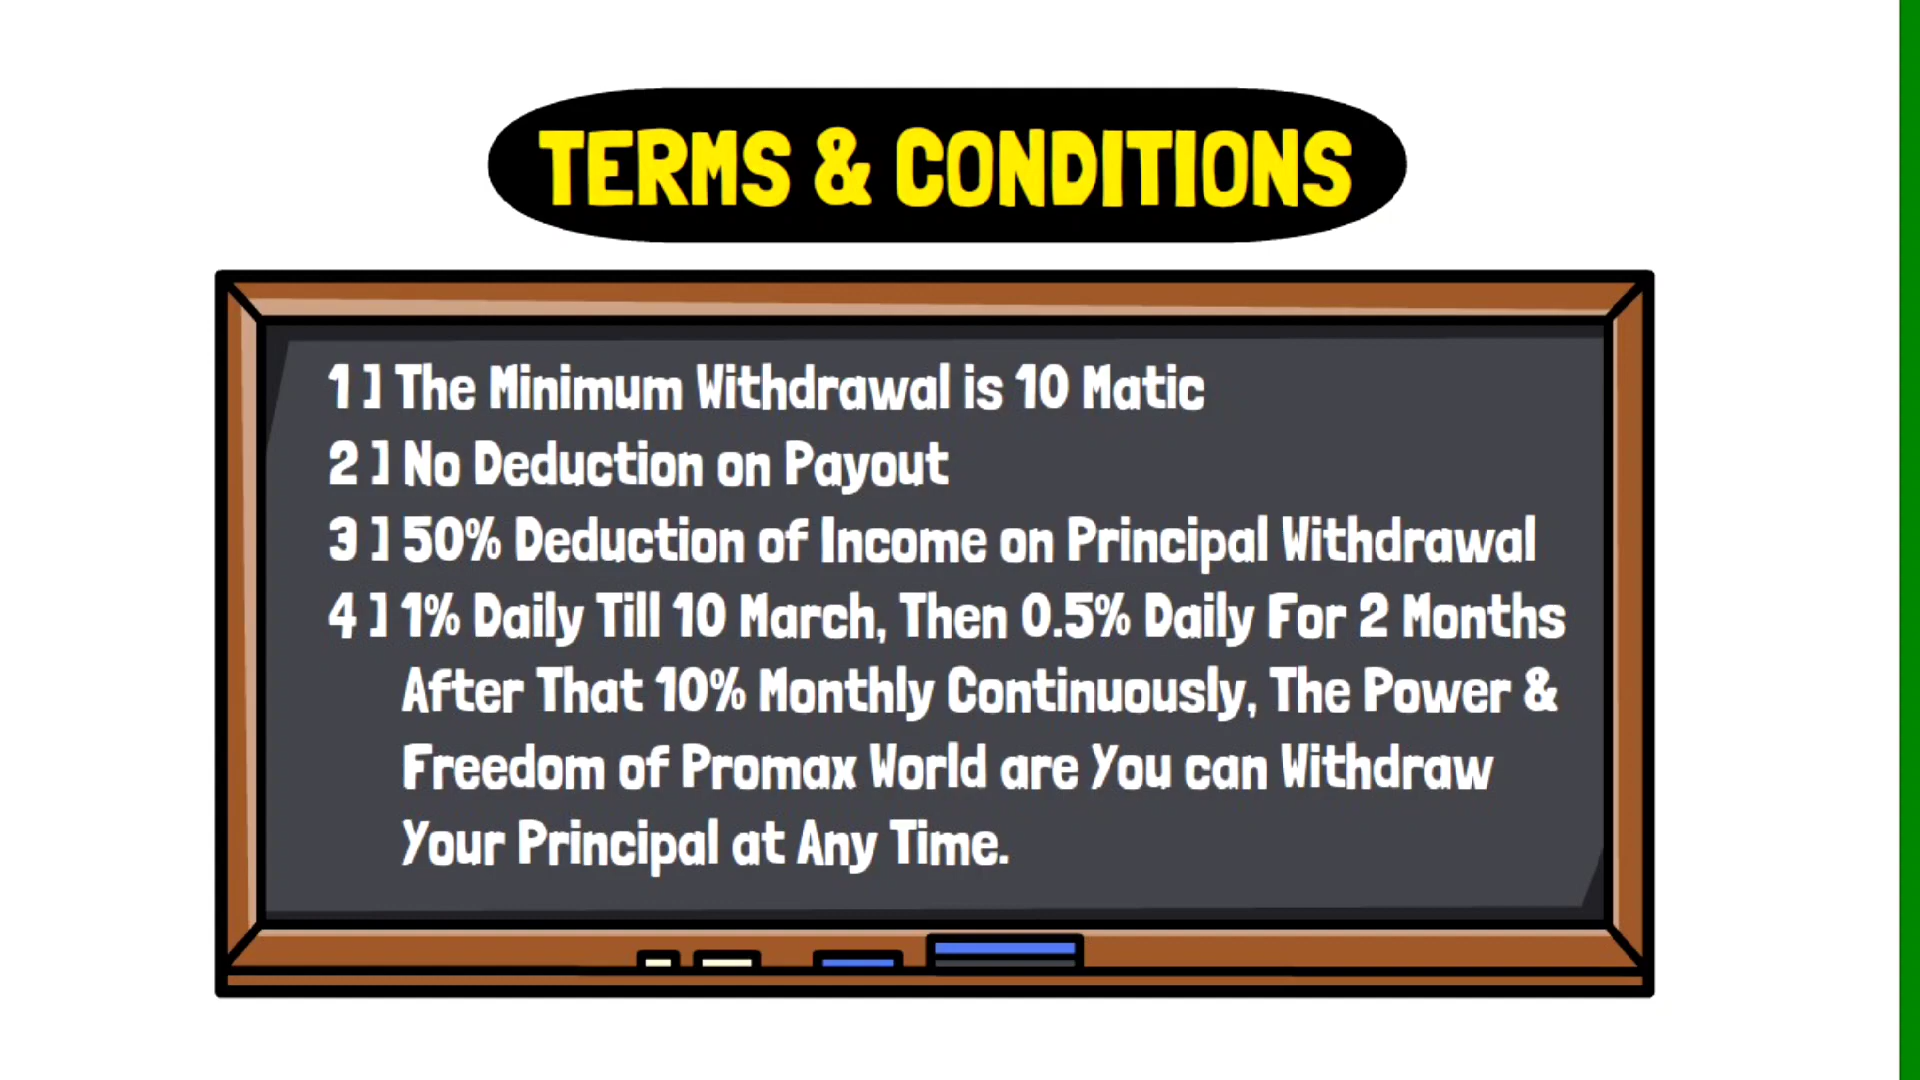 TERMS & CONDITIONS
1 ] The Minimum Withdrawal is 10 Matic
2 ] No Deduction on Payout
3 ] 50% Deduction of Income on Principal Withdrawal
4 ] 1% Daily Till 10 March, Then 0.5% Daily For 2 Months
After That 10% Monthly Continuously, The Power &
Freedom of Promax World are You can Withdraw
Your Principal at Any Time.